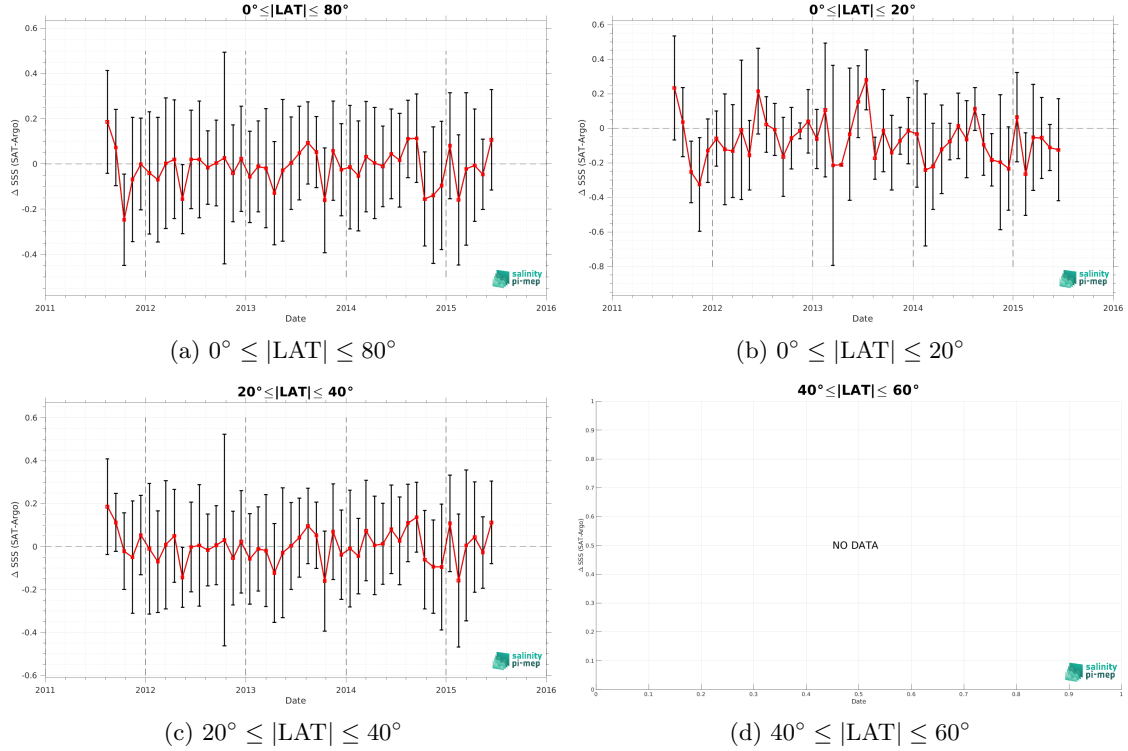 0°≤|LAT|≤ 80°
Δ SSS (SAT-Argo)
0.6
0.4
0.2
0
-0.2
-0.4
2011
2012
2013
2014
2015
2016
Date
salinity
pi-mep
(a) 0° ≤ |LAT| ≤ 80°
0°≤|LAT|≤ 20°
Δ SSS (SAT-Argo)
0.6
0.4
0.2
0
-0.2
-0.4
-0.6
-0.8
2011
2012
2013
2014
2015
2016
Date
salinity
pi-mep
(b) 0° ≤ |LAT| ≤ 20°
20°≤|LAT|≤ 40°
Δ SSS (SAT-Argo)
0.6
0.4
0.2
0
-0.2
-0.4
-0.6
2011
2012
2013
2014
2015
2016
Date
salinity
pi-mep
(c) 20° ≤ |LAT| ≤ 40°
40°≤|LAT|≤ 60°
Δ SSS (SAT-Argo)
1
0.9
0.8
0.7
0.6
0.5
0.4
0.3
0.2
0.1
0
NO DATA
0
0.1
0.2
0.3
0.4
0.5
0.6
0.7
0.8
0.9
1
Date
salinity
pi-mep
(d) 40° ≤ |LAT| ≤ 60°